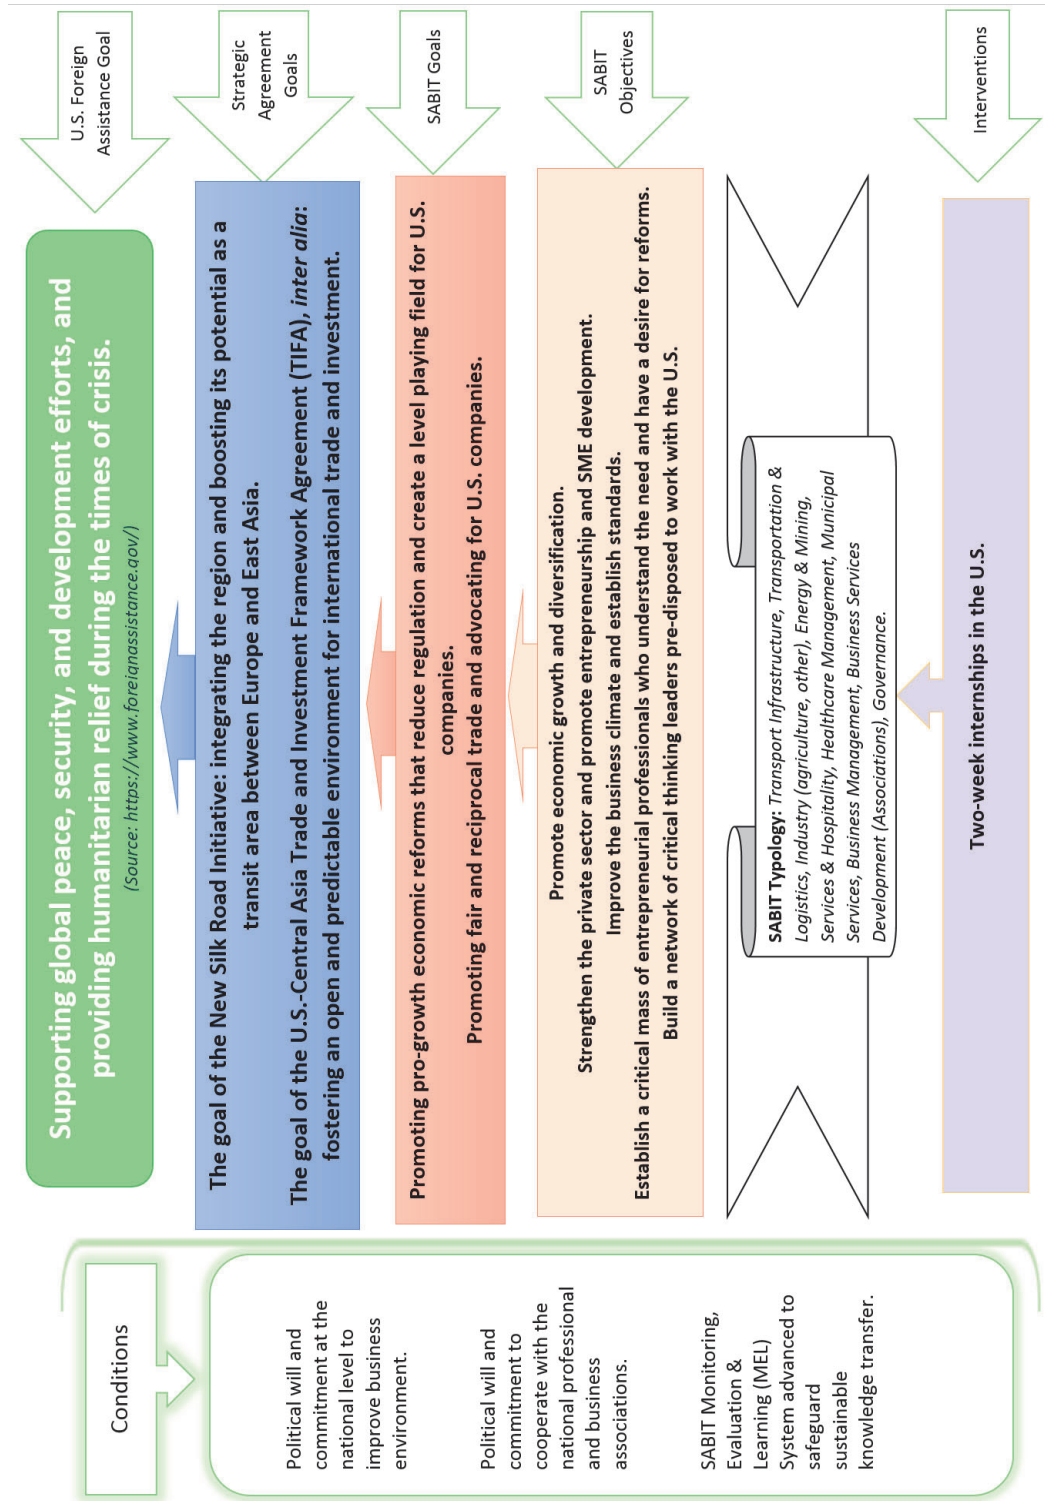 Conditions
Political will and
commitment at the
national level to
improve business
environment.
Political will and
commitment to
cooperate with the
national professional
and business
associations.
SABIT Monitoring,
Evaluation &
Learning (MEL)
System advanced to
safeguard
sustainable
knowledge transfer.
Supporting global peace, security, and development efforts, and
providing humanitarian relief during the times of crisis.
(Source: https://www.foreignassistance.gov/)
U.S. Foreign
Assistance Goal
The goal of the New Silk Road Initiative: integrating the region and boosting its potential as a
transit area between Europe and East Asia.
The goal of the U.S.-Central Asia Trade and Investment Framework Agreement (TIFA), inter alia:
fostering an open and predictable environment for international trade and investment.
Strategic
Agreement
Goals
Promoting pro-growth economic reforms that reduce regulation and create a level playing field for U.S.
companies.
Promoting fair and reciprocal trade and advocating for U.S. companies.
SABIT Goals
Promote economic growth and diversification.
Strengthen the private sector and promote entrepreneurship and SME development.
Improve the business climate and establish standards.
Establish a critical mass of entrepreneurial professionals who understand the need and have a desire for reforms.
Build a network of critical thinking leaders pre-disposed to work with the U.S.
SABIT
Objectives
SABIT Typology: Transport Infrastructure, Transportation &
Logistics, Industry (agriculture, other), Energy & Mining,
Services & Hospitality, Healthcare Management, Municipal
Services, Business Management, Business Services
Development (Associations), Governance.
Two-week internships in the U.S.
Interventions